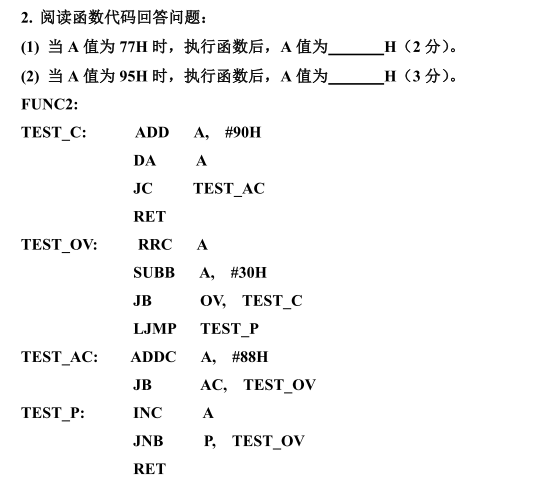 2. 阅读函数代码回答问题：
(1) 当 A 值为 77H 时，执行函数后，A 值为_______H（2 分）。
(2) 当 A 值为 95H 时，执行函数后，A 值为_______H（3 分）。
FUNC2:
TEST_C: ADD A, #90H
DA A
JC TEST_AC
RET
TEST_OV: RRC A
SUBB A, #30H
JB OV, TEST_C
LJMP TEST_P
TEST_AC: ADDC A, #88H
JB AC, TEST_OV
TEST_P: INC A
JNB P, TEST_OV
RET